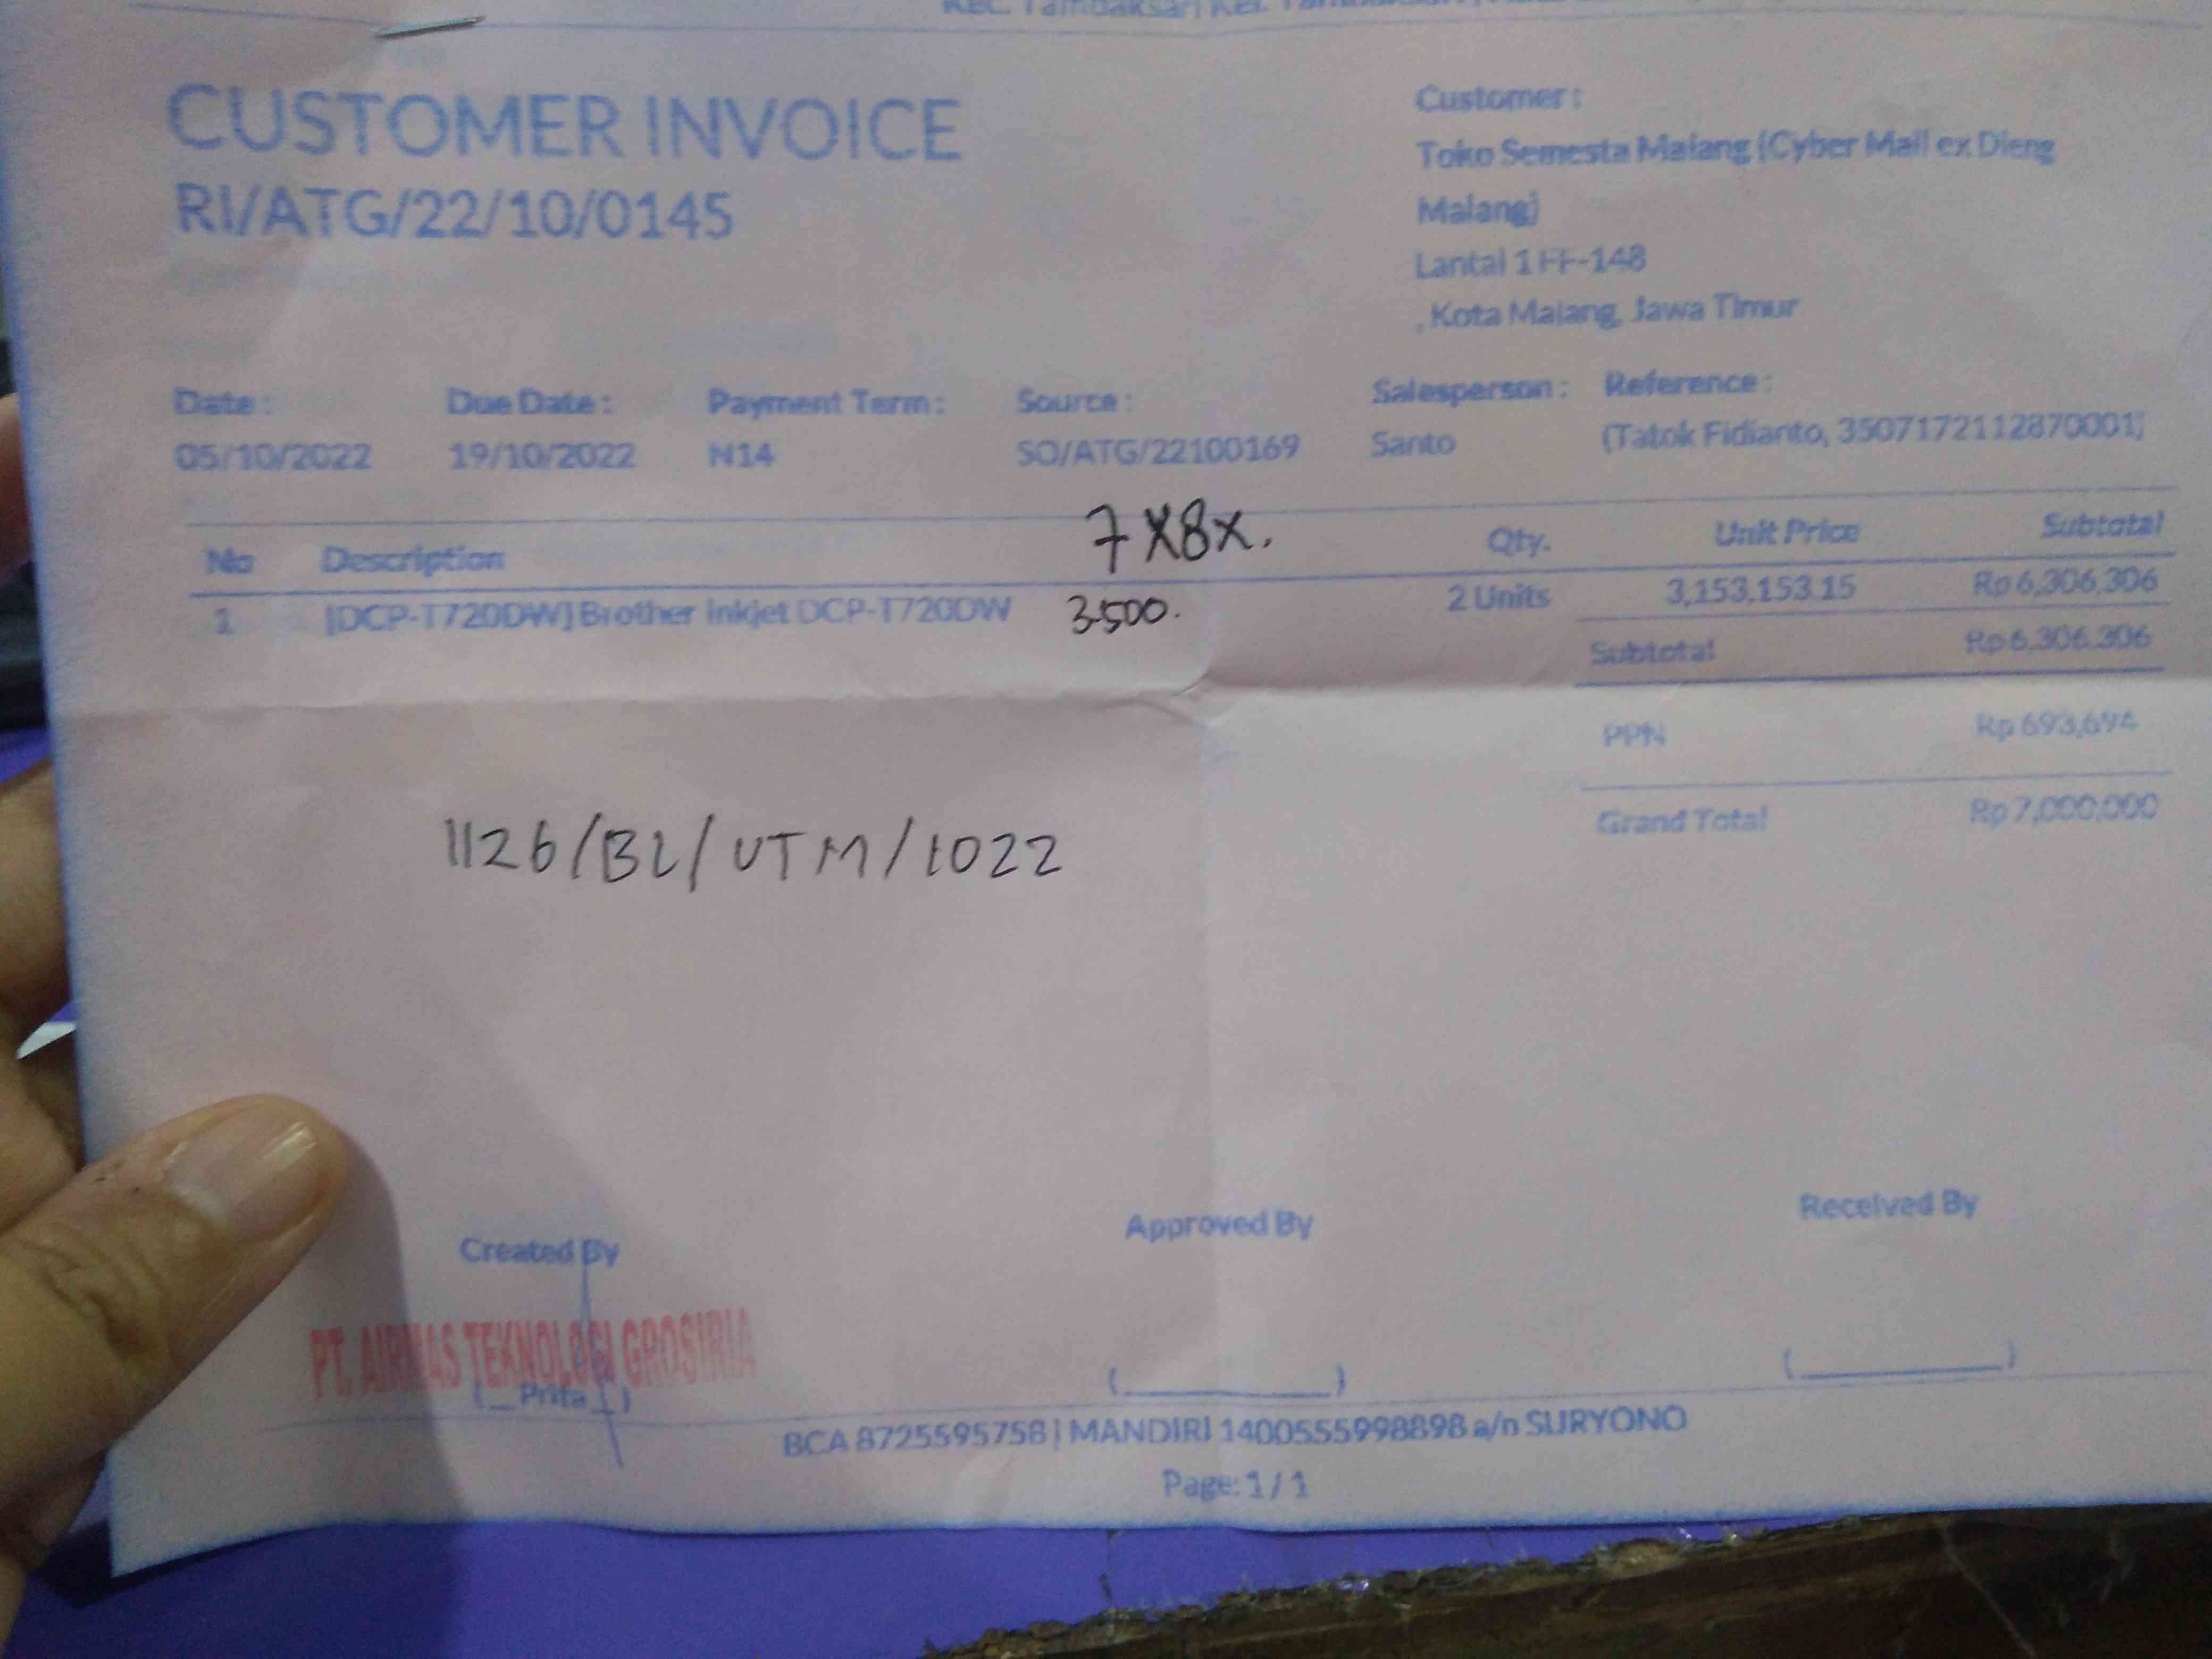 CUSTOMER INVOICE
RI/ATG/22/10/0145
Customer :
Toko Semesta Malang (Cyber Mall ex Dieng
Malang)
Lantai 1 FF-148
, Kota Malang, Jawa Timur
Date : Due Date : Payment Term : Source : Salesperson : Reference :
05/10/2022 19/10/2022 N14 SO/ATG/22100169 Santo (Tatok Fidianto, 3507172112870001)
7X8X.
No Description Qty. Unit Price Subtotal
1 [DCP-T720DW] Brother Inkjet DCP-T720DW 3.500. 2 Units 3,153,153.15 Rp 6,306,306
Subtotal Rp 6,306,306
PPN Rp 693,694
Grand Total Rp 7,000,000
1126/BL/UTM/1022
Created By Approved By Received By
PT. AIRMAS TEKNOLOGI GROSIRIA
(_ Prita _) (__________) (__________)
BCA 8725595758 | MANDIRI 1400555998898 a/n SURYONO
Page: 1 / 1